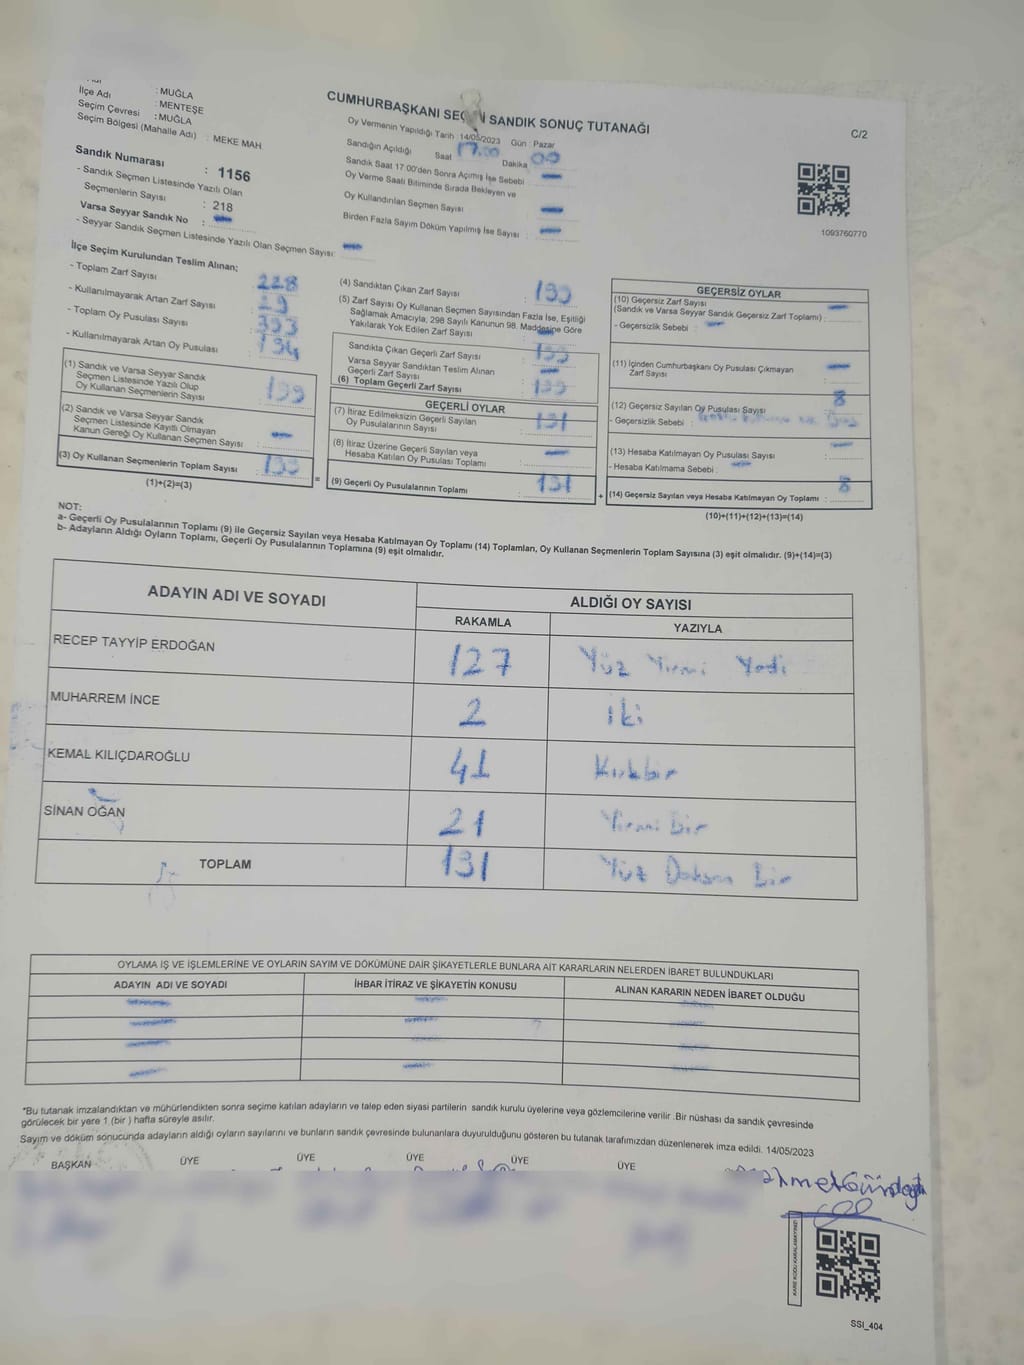 İlçe Adı : MUĞLA
: MENTEŞE
Seçim Çevresi : MUĞLA
Seçim Bölgesi (Mahalle Adı) : MEKE MAH
CUMHURBAŞKANI SEÇ SANDIK SONUÇ TUTANAĞI
C/2
Oy Vermenin Yapıldığı Tarih 14/05/2023 Gün : Pazar
Sandığın Açıldığı Saat 17.00 Dakika 00
Sandık Saat 17:00'den Sonra Açılmış İse Sebebi
Oy Verme Saati Bitiminde Sırada Bekleyen ve
Oy Kullandırılan Seçmen Sayısı
Birden Fazla Sayım Döküm Yapılmış İse Sayısı
Sandık Numarası : 1156
- Sandık Seçmen Listesinde Yazılı Olan
Seçmenlerin Sayısı : 218
Varsa Seyyar Sandık No :
- Seyyar Sandık Seçmen Listesinde Yazılı Olan Seçmen Sayısı:
1093760770
İlçe Seçim Kurulundan Teslim Alınan;
- Toplam Zarf Sayısı : 228
- Kullanılmayarak Artan Zarf Sayısı : 29
- Toplam Oy Pusulası Sayısı : 393
- Kullanılmayarak Artan Oy Pusulası : 194
(1) Sandık ve Varsa Seyyar Sandık
Seçmen Listesinde Yazılı Olup
Oy Kullanan Seçmenlerin Sayısı : 199
(2) Sandık ve Varsa Seyyar Sandık
Seçmen Listesinde Kayıtlı Olmayan
Kanun Gereği Oy Kullanan Seçmen Sayısı
(3) Oy Kullanan Seçmenlerin Toplam Sayısı : 199
(1)+(2)=(3)
=
(4) Sandıktan Çıkan Zarf Sayısı : 199
(5) Zarf Sayısı Oy Kullanan Seçmen Sayısından Fazla İse, Eşitliği
Sağlamak Amacıyla, 298 Sayılı Kanunun 98. Maddesine Göre
Yakılarak Yok Edilen Zarf Sayısı
Sandıkta Çıkan Geçerli Zarf Sayısı : 199
Varsa Seyyar Sandıktan Teslim Alınan
Geçerli Zarf Sayısı
(6) Toplam Geçerli Zarf Sayısı : 199
GEÇERLİ OYLAR
(7) İtiraz Edilmeksizin Geçerli Sayılan
Oy Pusulalarının Sayısı : 191
(8) İtiraz Üzerine Geçerli Sayılan veya
Hesaba Katılan Oy Pusulası Toplamı
(9) Geçerli Oy Pusulalarının Toplamı : 191
+
GEÇERSİZ OYLAR
(10) Geçersiz Zarf Sayısı
(Sandık ve Varsa Seyyar Sandık Geçersiz Zarf Toplamı) :
- Geçersizlik Sebebi :
(11) İçinden Cumhurbaşkanı Oy Pusulası Çıkmayan
Zarf Sayısı
(12) Geçersiz Sayılan Oy Pusulası Sayısı : 8
- Geçersizlik Sebebi :
(13) Hesaba Katılmayan Oy Pusulası Sayısı
- Hesaba Katılmama Sebebi :
(14) Geçersiz Sayılan veya Hesaba Katılmayan Oy Toplamı : 8
(10)+(11)+(12)+(13)=(14)
NOT:
a- Geçerli Oy Pusulalarının Toplamı (9) ile Geçersiz Sayılan veya Hesaba Katılmayan Oy Toplamı (14) Toplamları, Oy Kullanan Seçmenlerin Toplam Sayısına (3) eşit olmalıdır. (9)+(14)=(3)
b- Adayların Aldığı Oyların Toplamı, Geçerli Oy Pusulalarının Toplamına (9) eşit olmalıdır.
ADAYIN ADI VE SOYADI ALDIĞI OY SAYISI
RAKAMLA YAZIYLA
RECEP TAYYİP ERDOĞAN 127 Yüz Yirmi Yedi
MUHARREM İNCE 2 iki
KEMAL KILIÇDAROĞLU 41 Kırkbir
SİNAN OĞAN 21 Yirmi bir
TOPLAM 191 Yüz Doksan bir
OYLAMA İŞ VE İŞLEMLERİNE VE OYLARIN SAYIM VE DÖKÜMÜNE DAİR ŞİKAYETLERLE BUNLARA AİT KARARLARIN NELERDEN İBARET BULUNDUKLARI
ADAYIN ADI VE SOYADI İHBAR İTİRAZ VE ŞİKAYETİN KONUSU ALINAN KARARIN NEDEN İBARET OLDUĞU
*Bu tutanak imzalandıktan ve mühürlendikten sonra seçime katılan adayların ve talep eden siyasi partilerin sandık kurulu üyelerine veya gözlemcilerine verilir .Bir nüshası da sandık çevresinde
görülecek bir yere 1 (bir ) hafta süreyle asılır.
Sayım ve döküm sonucunda adayların aldığı oyların sayılarını ve bunların sandık çevresinde bulunanlara duyurulduğunu gösteren bu tutanak tarafımızdan düzenlenerek imza edildi. 14/05/2023
BAŞKAN ÜYE ÜYE ÜYE ÜYE ÜYE
KARE KODU KARALAMAYINIZ!
SSI_404